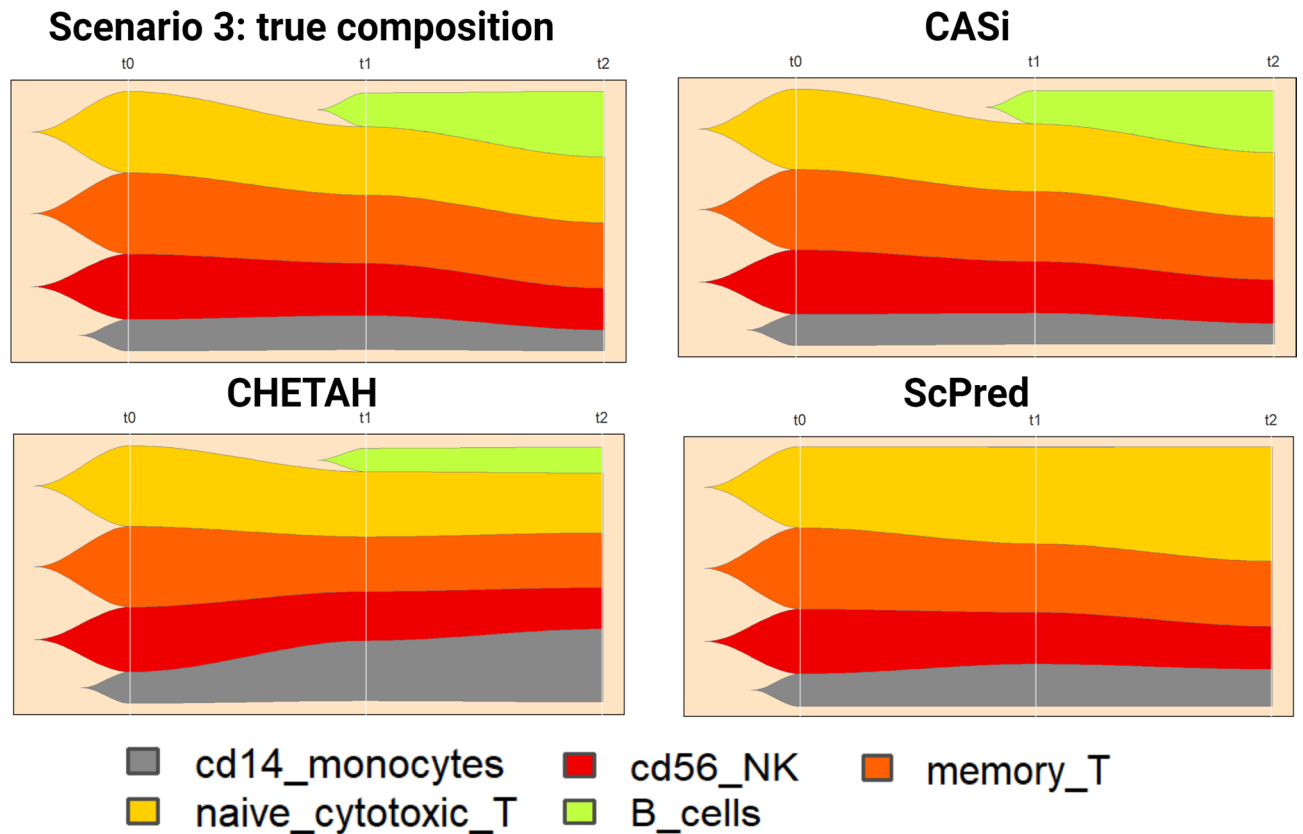 Scenario 3: true composition
CASi
t0 t1 t2
t0 t1 t2
CHETAH
ScPred
t0 t1 t2
t0 t1 t2
cd14_monocytes
cd56_NK
memory_T
naive_cytotoxic_T
B_cells